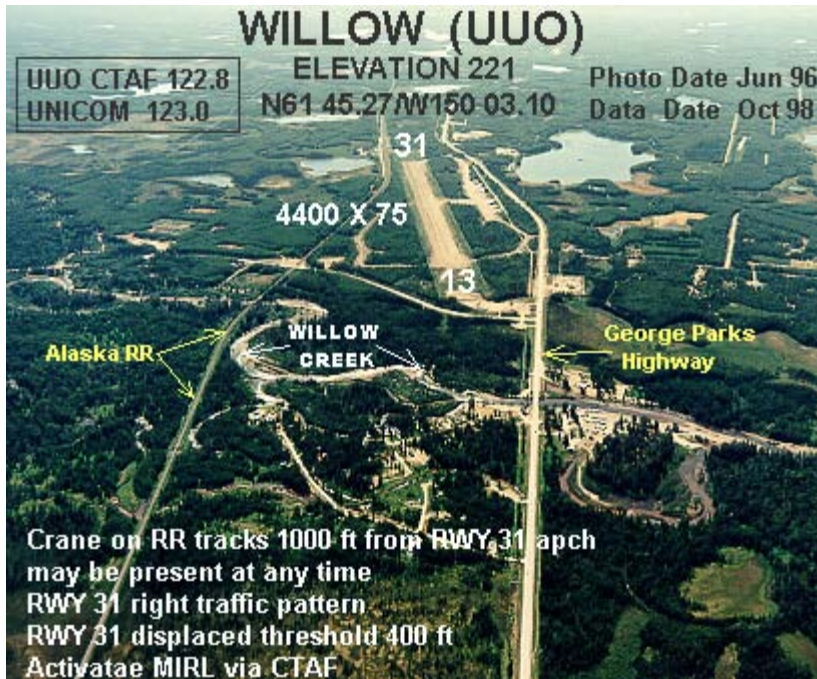 WILLOW (UUO)
ELEVATION 221
N61 45.27/W150 03.10
UUO CTAF 122.8
UNICOM 123.0
Photo Date Jun 96
Data Date Oct 98
31
4400 X 75
13
Alaska RR
WILLOW
CREEK
George Parks
Highway
Crane on RR tracks 1000 ft from RWY 31 apch
may be present at any time
RWY 31 right traffic pattern
RWY 31 displaced threshold 400 ft
Activatae MIRL via CTAF